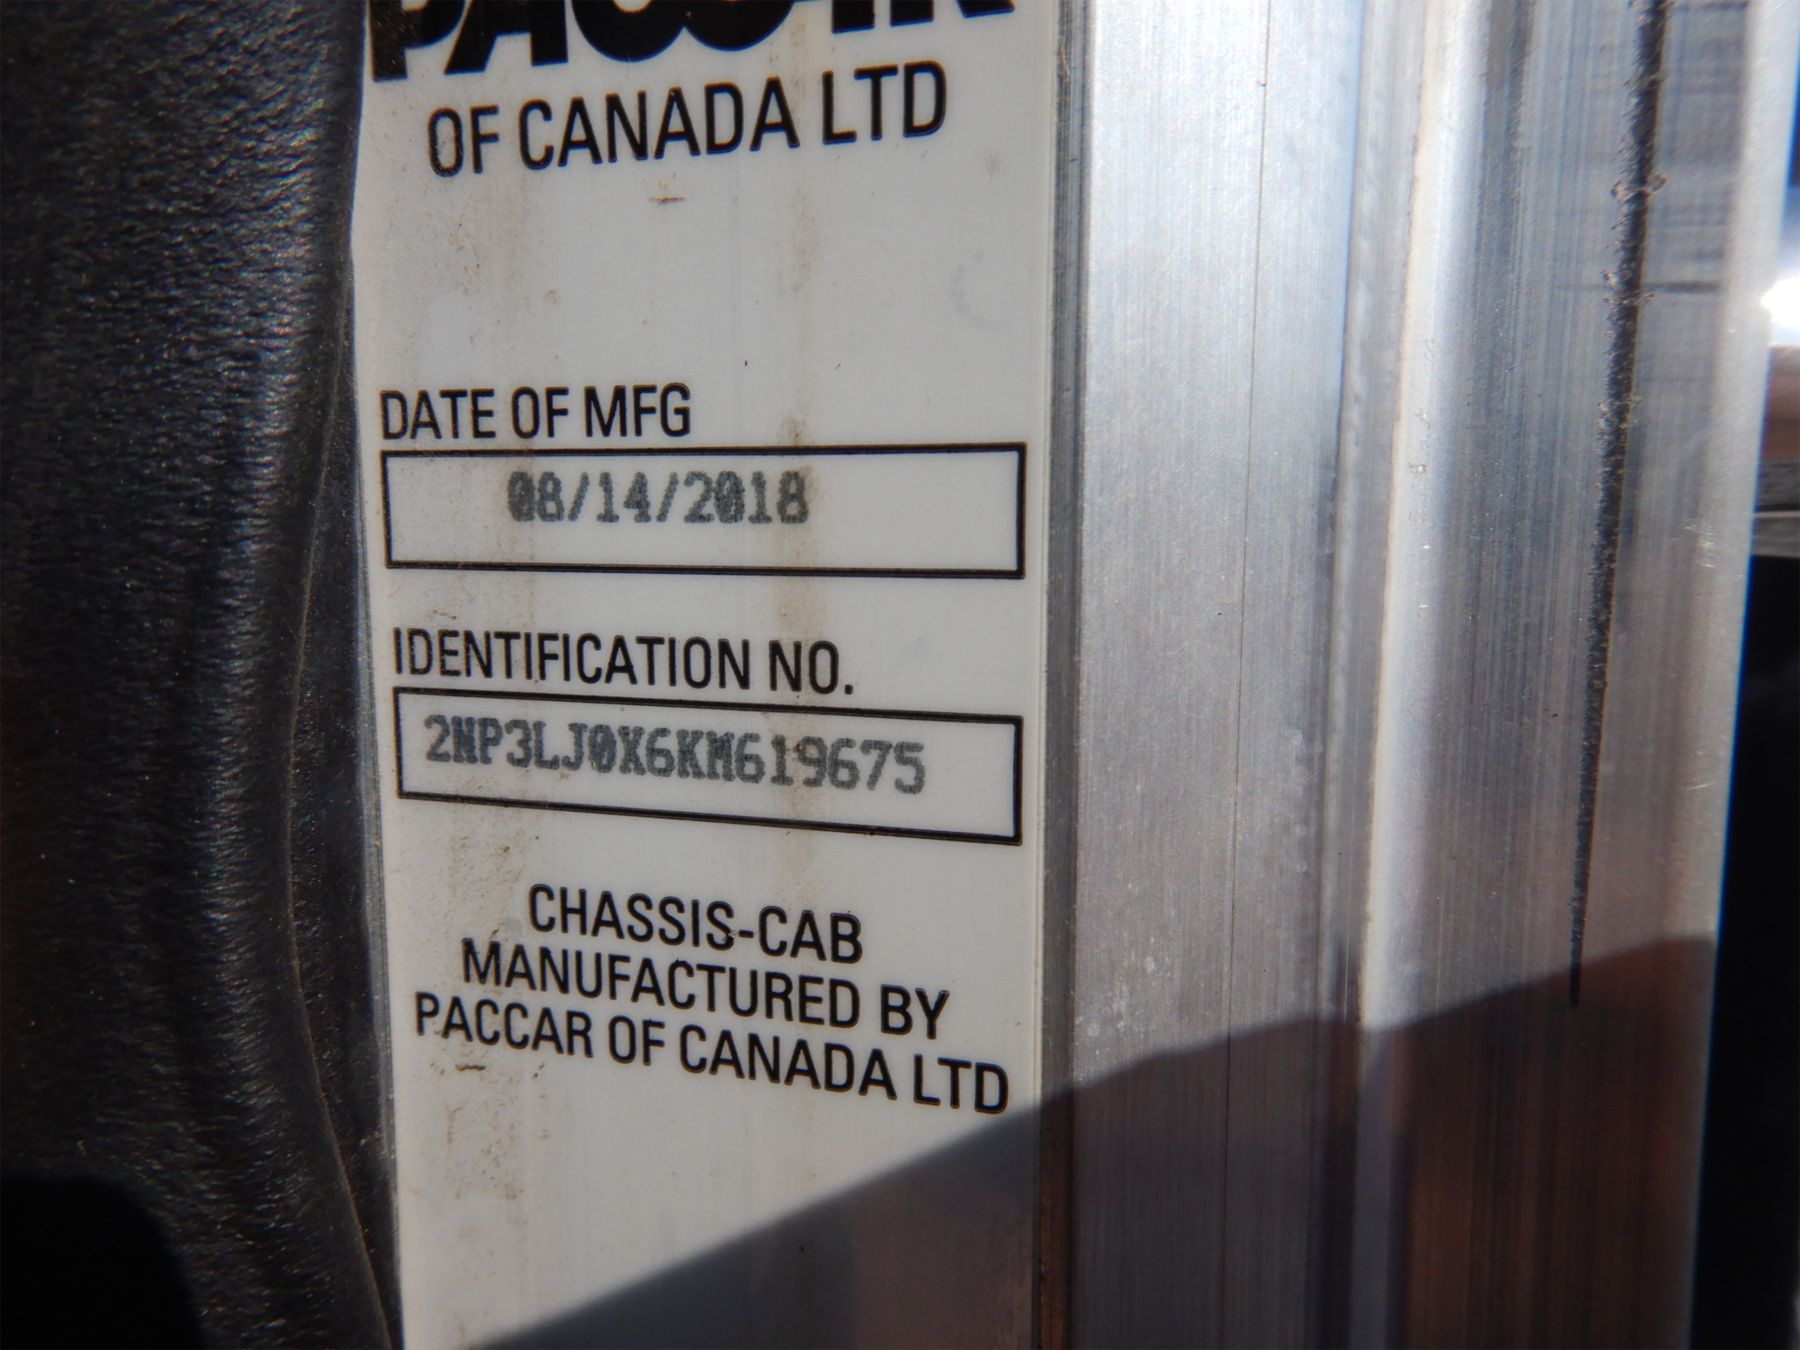 PACCAR
OF CANADA LTD
DATE OF MFG
08/14/2018
IDENTIFICATION NO.
2NP3LJ0X6KM619675
CHASSIS-CAB
MANUFACTURED BY
PACCAR OF CANADA LTD